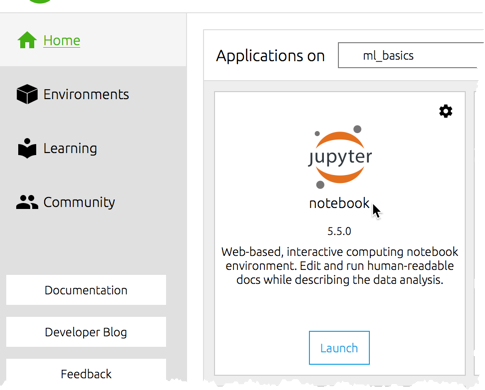 Home
Environments
Learning
Community
Documentation
Developer Blog
Feedback
Applications on
ml_basics
jupyter
notebook
5.5.0
Web-based, interactive computing notebook
environment. Edit and run human-readable
docs while describing the data analysis.
Launch